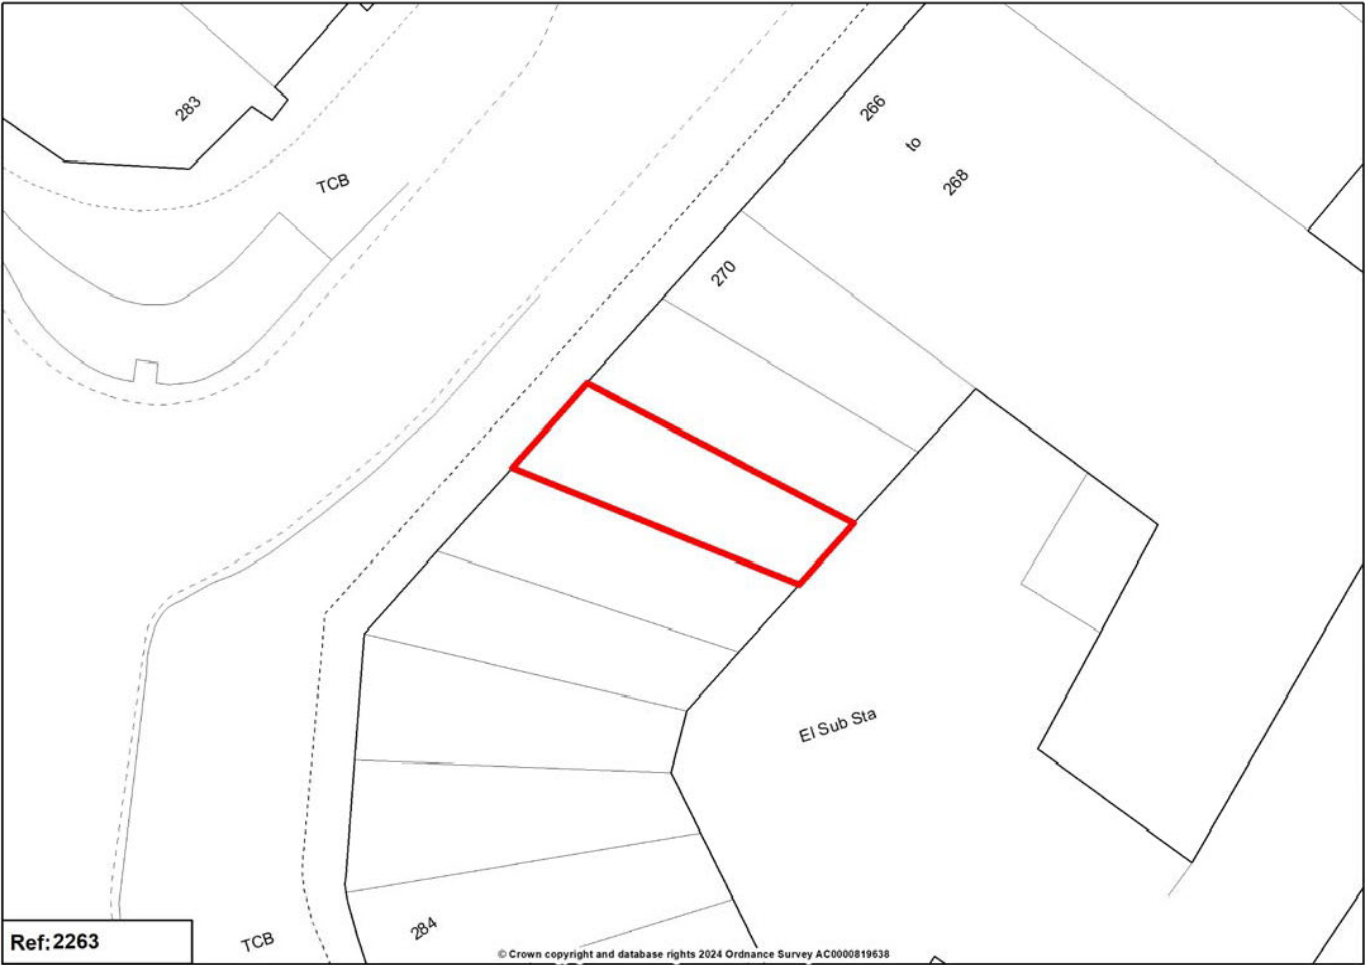 283
TCB
266
to
268
270
El Sub Sta
284
TCB
Ref:2263
© Crown copyright and database rights 2024 Ordnance Survey AC0000819638